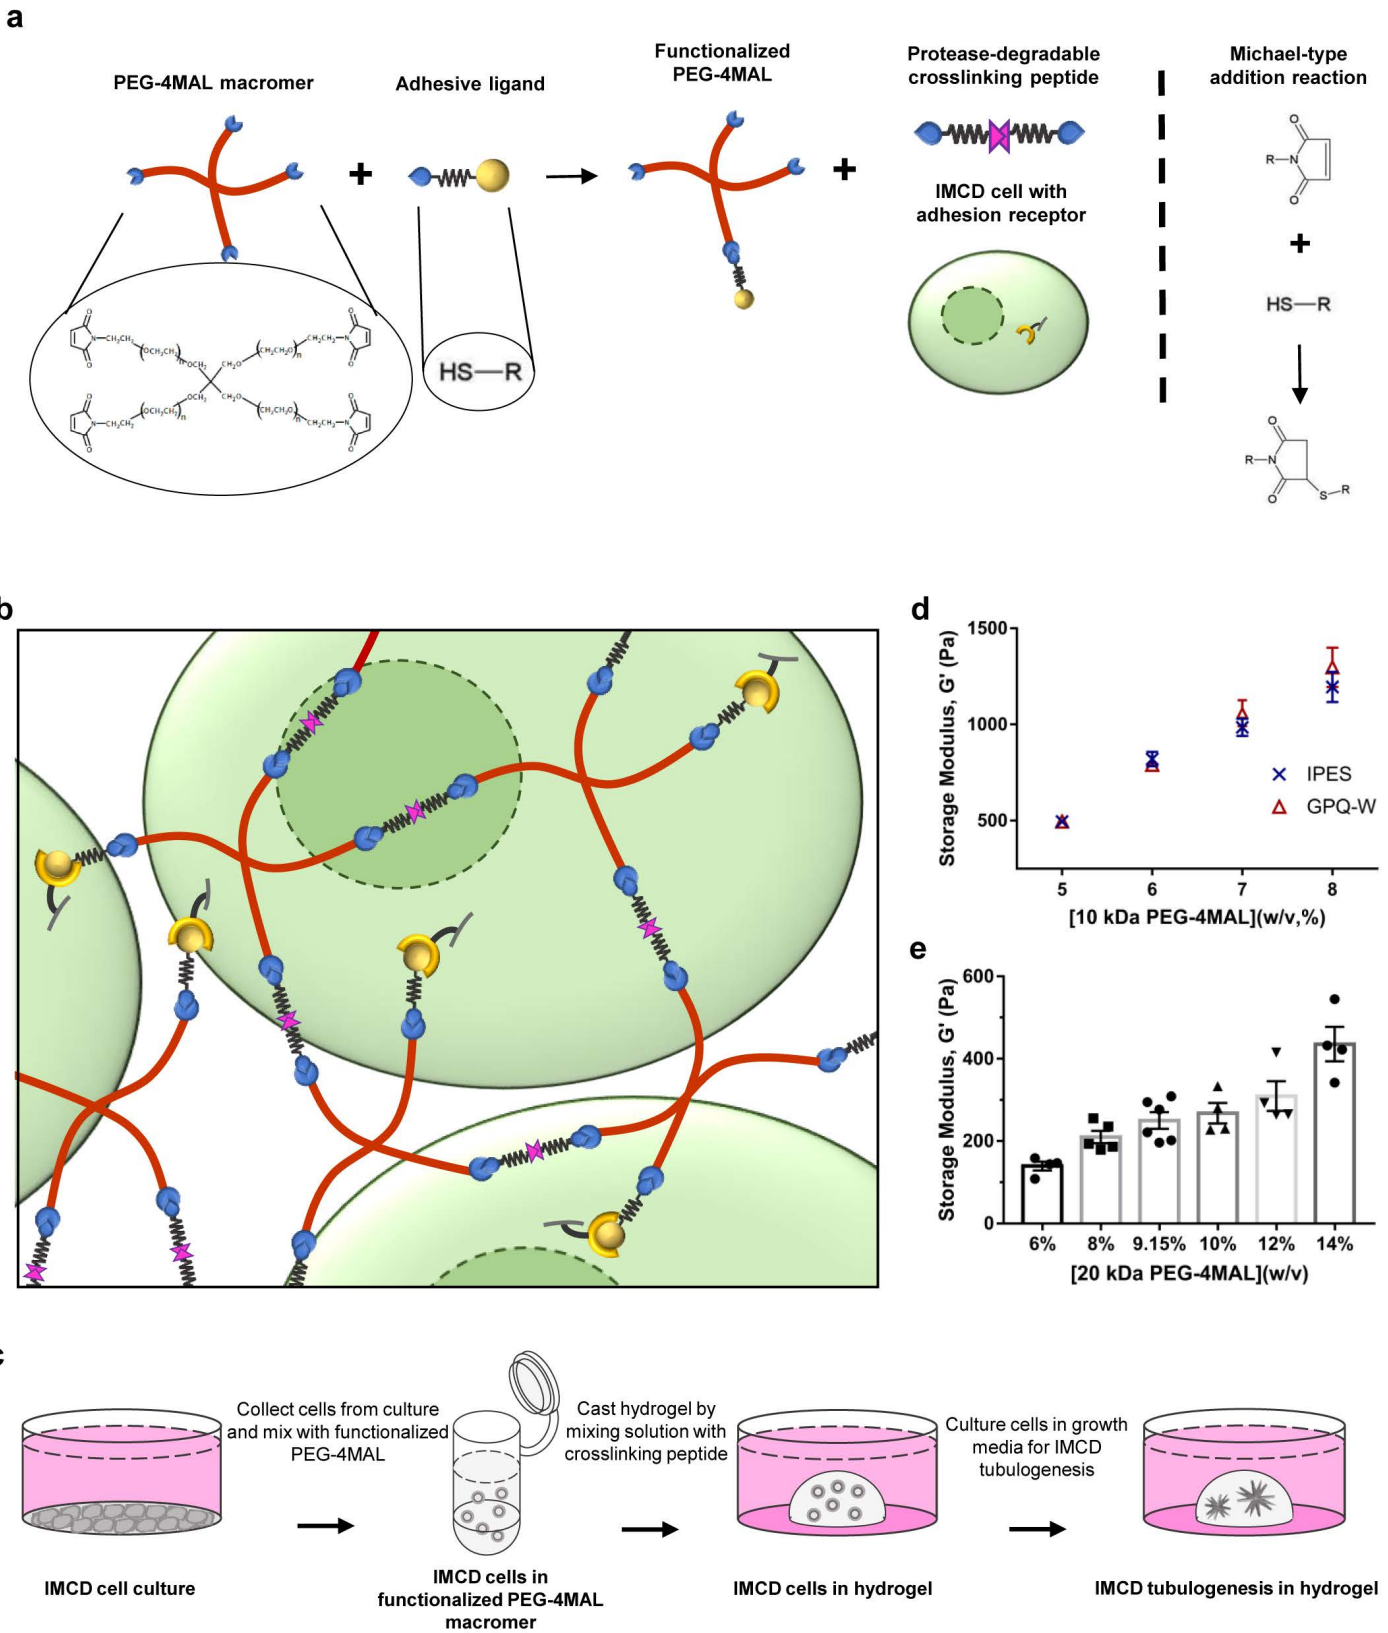 a
PEG-4MAL macromer
Adhesive ligand
Functionalized
PEG-4MAL
Protease-degradable
crosslinking peptide
IMCD cell with
adhesion receptor
Michael-type
addition reaction
HS—R
O
R—N
O
+
HS—R
O
R—N
O
S—R
b
d
Storage Modulus, G' (Pa)
1500
1000
500
5 6 7 8
IPES
GPQ-W
[10 kDa PEG-4MAL](w/v,%)
e
Storage Modulus, G' (Pa)
600
400
200
0
6% 8% 9.15% 10% 12% 14%
[20 kDa PEG-4MAL](w/v)
c
Collect cells from culture
and mix with functionalized
PEG-4MAL
Cast hydrogel by
mixing solution with
crosslinking peptide
Culture cells in growth
media for IMCD
tubulogenesis
IMCD cell culture
IMCD cells in
functionalized PEG-4MAL
macromer
IMCD cells in hydrogel
IMCD tubulogenesis in hydrogel